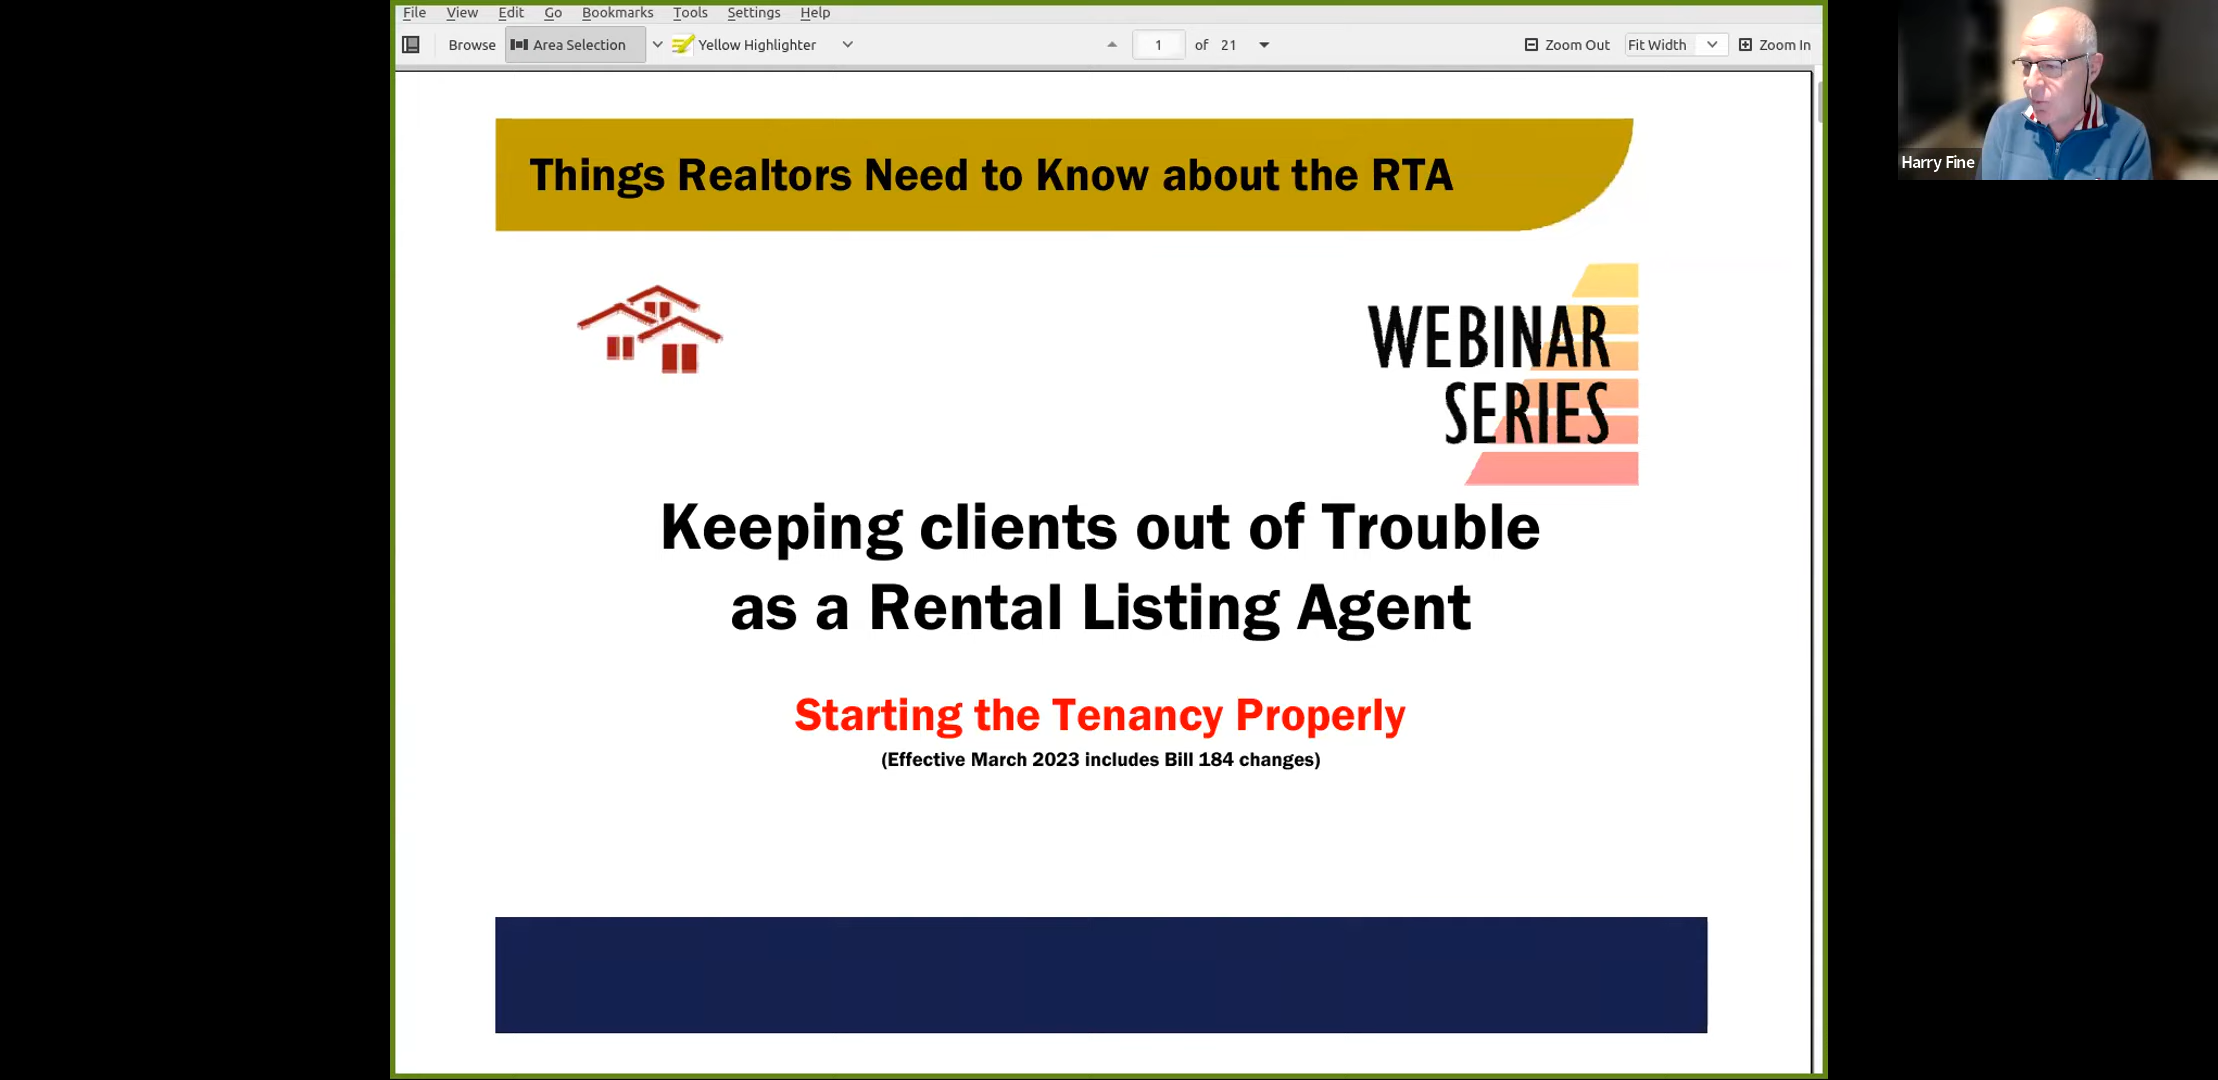 File View Edit Go Bookmarks Tools Settings Help
Browse Area Selection Yellow Highlighter 1 of 21 Zoom Out Fit Width Zoom In
Harry Fine
Things Realtors Need to Know about the RTA
WEBINAR
SERIES
Keeping clients out of Trouble
as a Rental Listing Agent
Starting the Tenancy Properly
(Effective March 2023 includes Bill 184 changes)